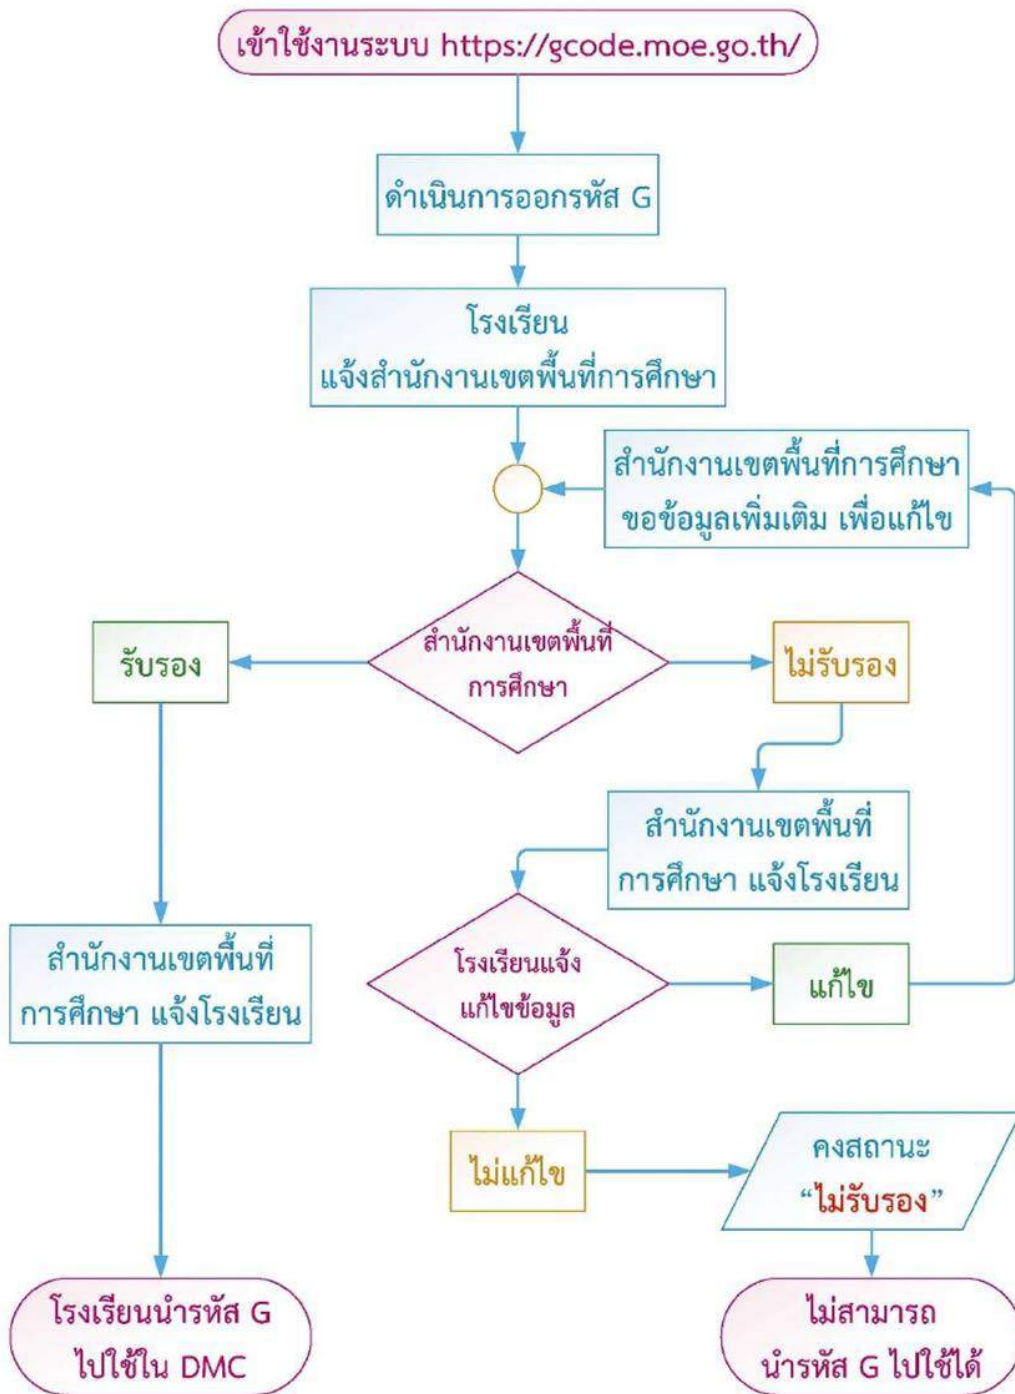 เข้าใช้งานระบบ https://gcode.moe.go.th/
ดำเนินการออกรหัส G
โรงเรียน
แจ้งสำนักงานเขตพื้นที่การศึกษา
สำนักงานเขตพื้นที่การศึกษา
ขอข้อมูลเพิ่มเติม เพื่อแก้ไข
สำนักงานเขตพื้นที่
การศึกษา
รับรอง
ไม่รับรอง
สำนักงานเขตพื้นที่
การศึกษา แจ้งโรงเรียน
โรงเรียนแจ้ง
แก้ไขข้อมูล
แก้ไข
สำนักงานเขตพื้นที่
การศึกษา แจ้งโรงเรียน
ไม่แก้ไข
คงสถานะ
“ไม่รับรอง”
โรงเรียนนำรหัส G
ไปใช้ใน DMC
ไม่สามารถ
นำรหัส G ไปใช้ได้